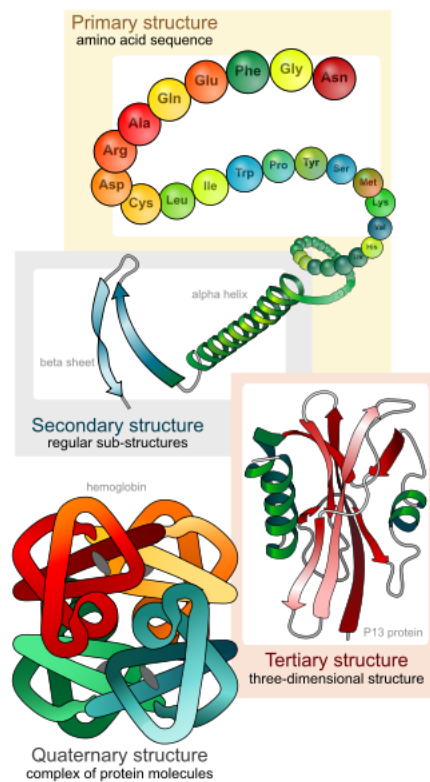 Primary structure
amino acid sequence
Asn
Gly
Phe
Glu
Gln
Ala
Arg
Asp
Cys
Leu
Ile
Trp
Pro
Tyr
Ser
Met
Lys
Val
His
alpha helix
beta sheet
Secondary structure
regular sub-structures
P13 protein
Tertiary structure
three-dimensional structure
hemoglobin
Quaternary structure
complex of protein molecules